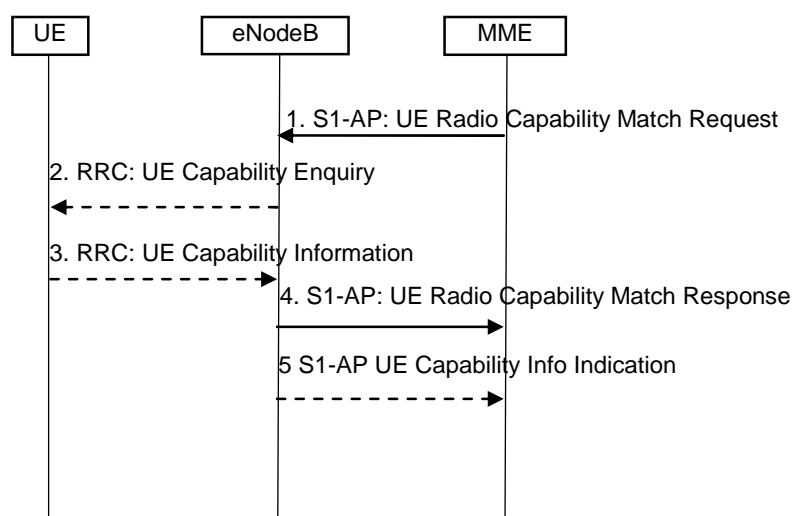 UE
eNodeB
MME
1. S1-AP: UE Radio Capability Match Request
2. RRC: UE Capability Enquiry
3. RRC: UE Capability Information
4. S1-AP: UE Radio Capability Match Response
5 S1-AP UE Capability Info Indication